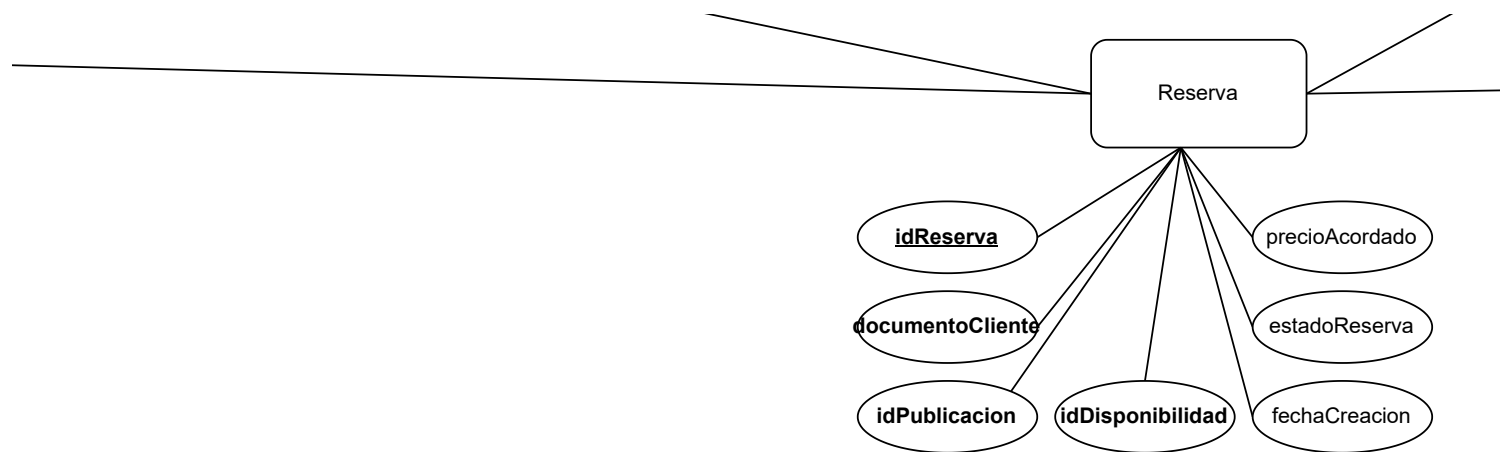 Reserva
idReserva
precioAcordado
documentoCliente
estadoReserva
idPublicacion
idDisponibilidad
fechaCreacion